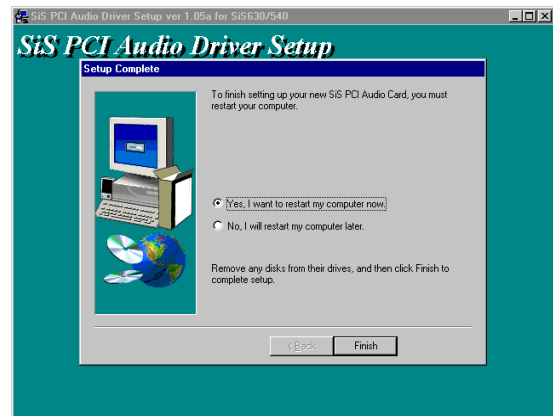 SiS PCI Audio Driver Setup ver 1.05a for SiS630/540
SiS PCI Audio Driver Setup
Setup Complete
To finish setting up your new SiS PCI Audio Card, you must
restart your computer.
Yes, I want to restart my computer now.
No, I will restart my computer later.
Remove any disks from their drives, and then click Finish to
complete setup.
< Back
Finish